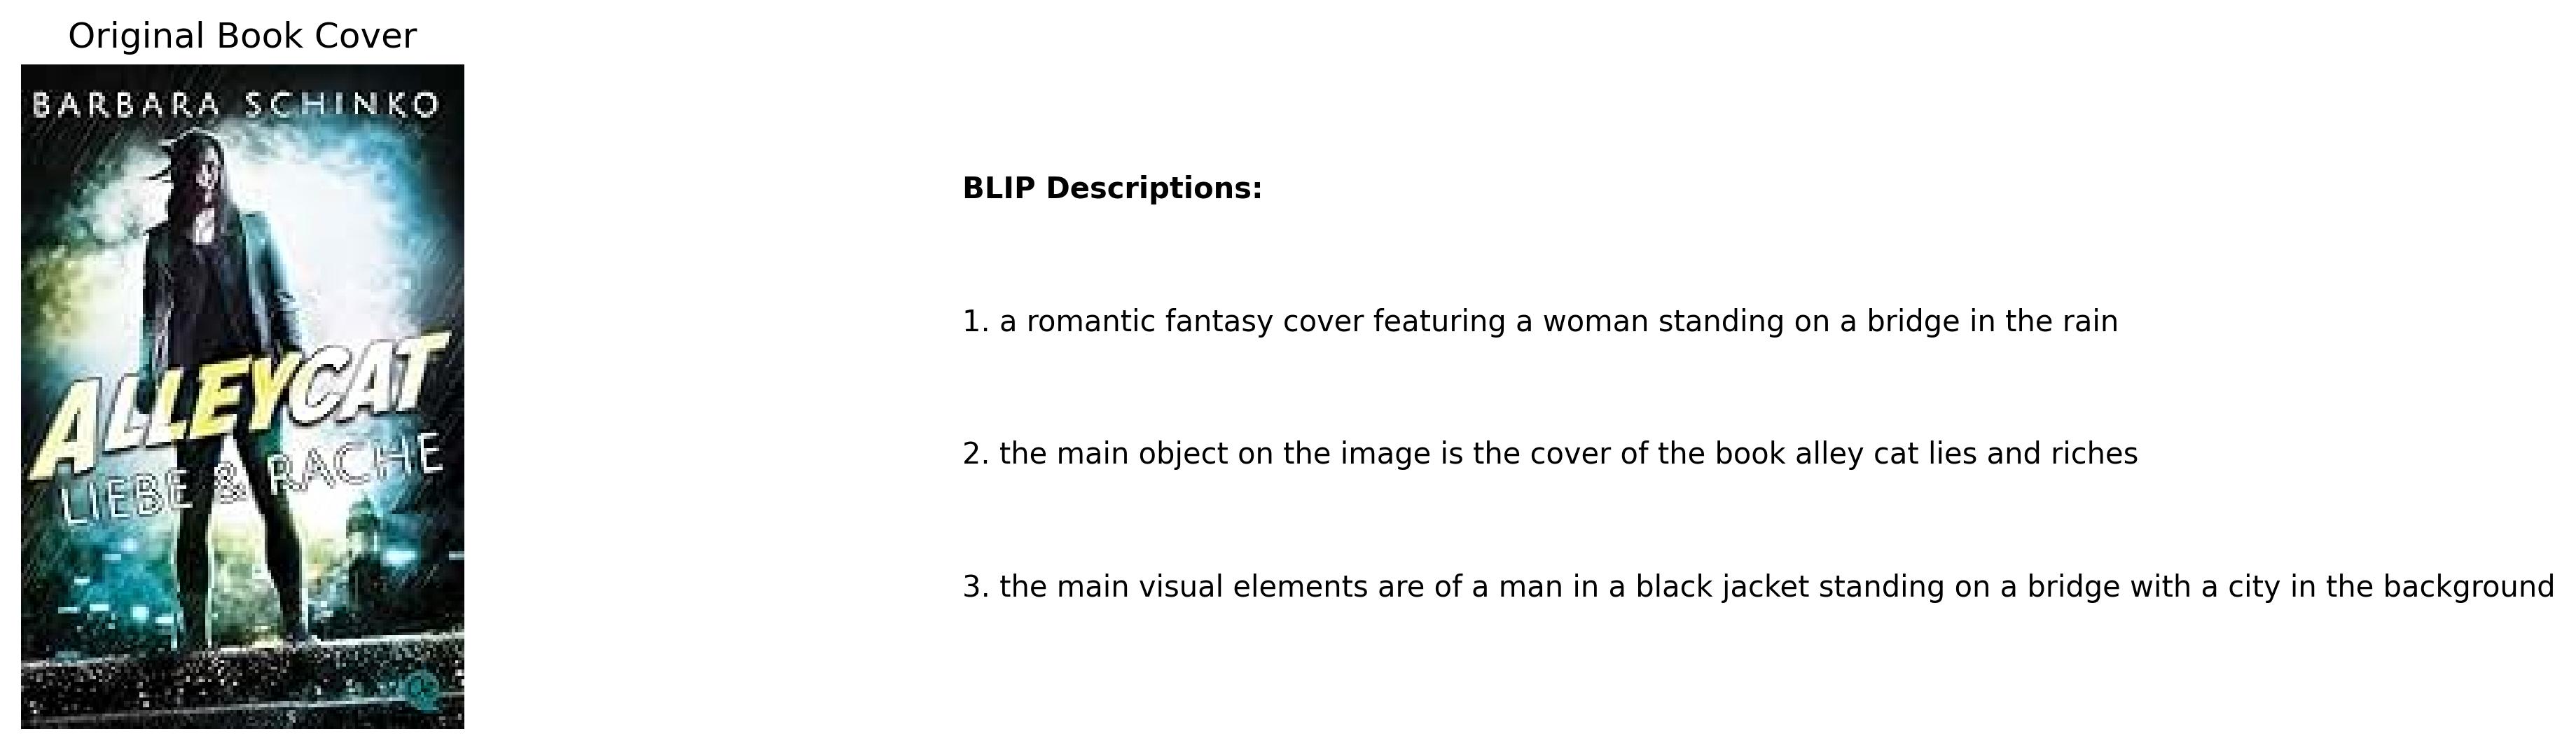 Original Book Cover
BARBARA SCHINKO
ALLEYCAT
LIEBE & RACHE
BLIP Descriptions:
1. a romantic fantasy cover featuring a woman standing on a bridge in the rain
2. the main object on the image is the cover of the book alley cat lies and riches
3. the main visual elements are of a man in a black jacket standing on a bridge with a city in the background